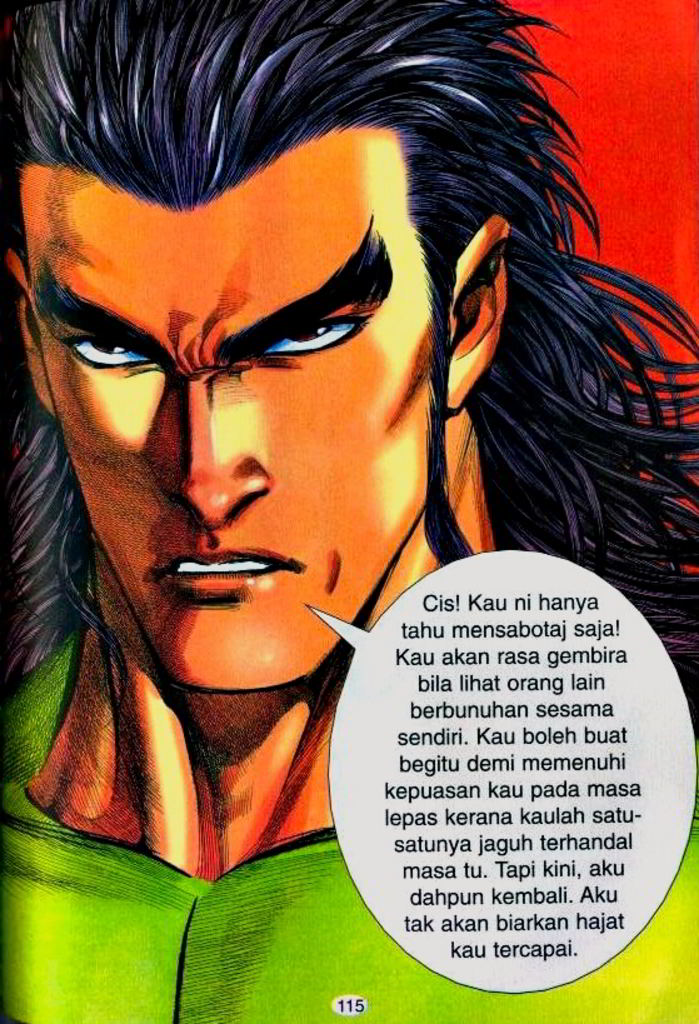 Cis! Kau ni hanya
tahu mensabotaj saja!
Kau akan rasa gembira
bila lihat orang lain
berbunuhan sesama
sendiri. Kau boleh buat
begitu demi memenuhi
kepuasan kau pada masa
lepas kerana kaulah satu-
satunya jaguh terhandal
masa tu. Tapi kini, aku
dahpun kembali. Aku
tak akan biarkan hajat
kau tercapai.
115